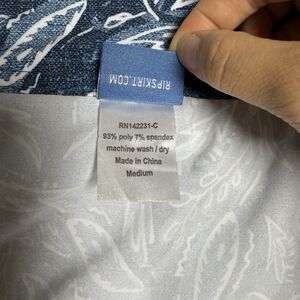 RIPSKIRT.COM
RN142231-C
93% poly 7% spandex
machine wash / dry
Made in China
Medium